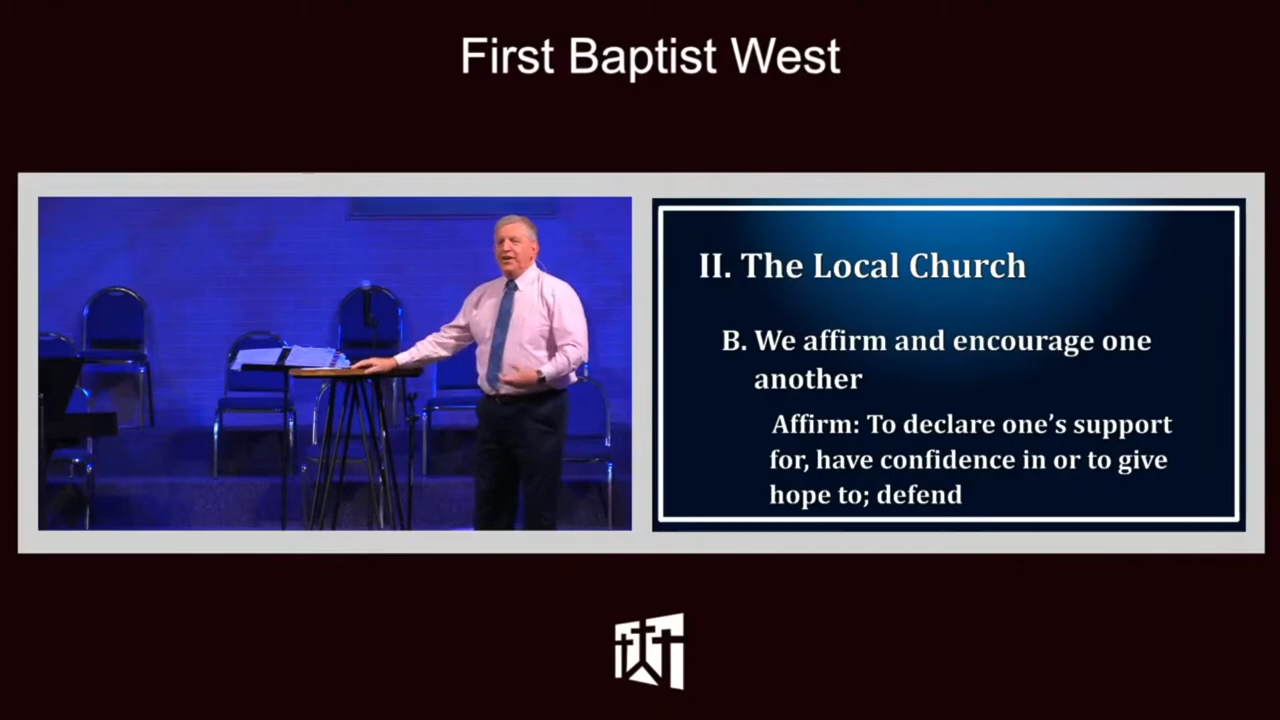 First Baptist West
II. The Local Church
B. We affirm and encourage one
another
Affirm: To declare one's support
for, have confidence in or to give
hope to; defend